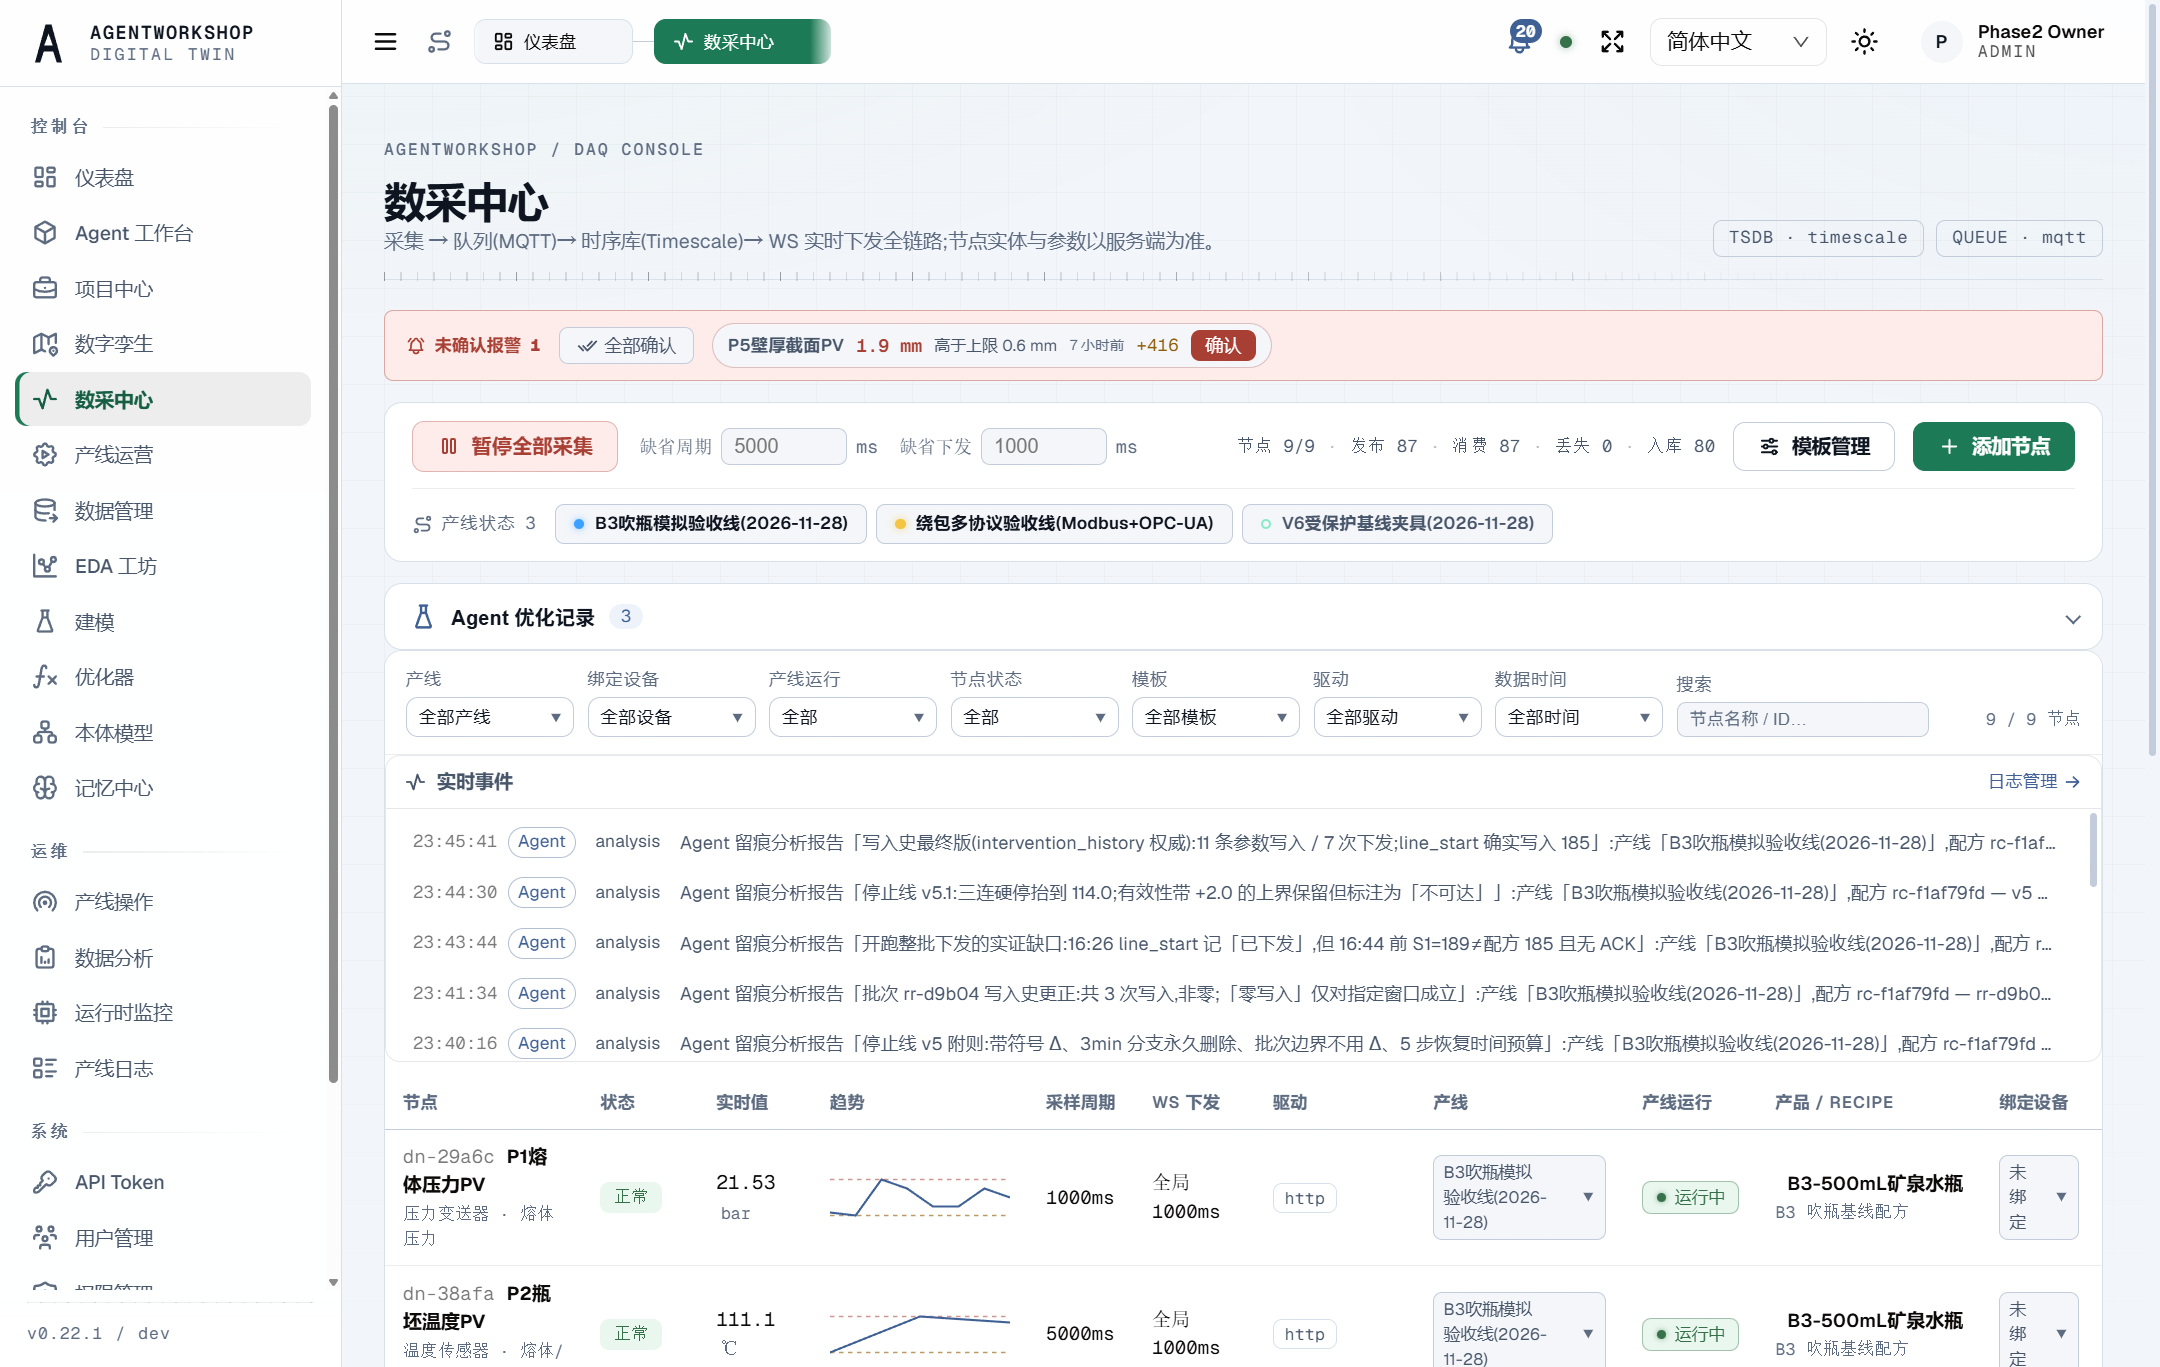 AGENTWORKSHOP
DIGITAL TWIN
仪表盘
数采中心
20
简体中文
P
Phase2 Owner
ADMIN
控制台
仪表盘
Agent 工作台
项目中心
数字孪生
数采中心
产线运营
数据管理
EDA 工坊
建模
优化器
本体模型
记忆中心
运维
产线操作
数据分析
运行时监控
产线日志
系统
API Token
用户管理
v0.22.1 / dev
AGENTWORKSHOP / DAQ CONSOLE
数采中心
采集 → 队列(MQTT)→ 时序库(Timescale)→ WS 实时下发全链路;节点实体与参数以服务端为准。
TSDB · timescale
QUEUE · mqtt
未确认报警 1
全部确认
P5壁厚截面PV 1.9 mm 高于上限 0.6 mm 7 小时前 +416 确认
暂停全部采集
缺省周期 5000 ms
缺省下发 1000 ms
节点 9/9 · 发布 87 · 消费 87 · 丢失 0 · 入库 80
模板管理
添加节点
产线状态 3
B3吹瓶模拟验收线(2026-11-28)
绕包多协议验收线(Modbus+OPC-UA)
V6受保护基线夹具(2026-11-28)
Agent 优化记录 3
产线 绑定设备 产线运行 节点状态 模板 驱动 数据时间 搜索
全部产线 全部设备 全部 全部 全部模板 全部驱动 全部时间 节点名称 / ID...
9 / 9 节点
实时事件
日志管理 →
23:45:41 Agent analysis Agent 留痕分析报告「写入史最终版(intervention_history 权威):11 条参数写入 / 7 次下发;line_start 确实写入 185」:产线「B3吹瓶模拟验收线(2026-11-28)」,配方 rc-f1af...
23:44:30 Agent analysis Agent 留痕分析报告「停止线 v5.1:三连硬停抬到 114.0;有效性带 +2.0 的上界保留但标注为「不可达」」:产线「B3吹瓶模拟验收线(2026-11-28)」,配方 rc-f1af79fd — v5 ...
23:43:44 Agent analysis Agent 留痕分析报告「开跑整批下发的实证缺口:16:26 line_start 记「已下发」,但 16:44 前 S1=189≠配方 185 且无 ACK」:产线「B3吹瓶模拟验收线(2026-11-28)」,配方 r...
23:41:34 Agent analysis Agent 留痕分析报告「批次 rr-d9b04 写入史更正:共 3 次写入,非零;「零写入」仅对指定窗口成立」:产线「B3吹瓶模拟验收线(2026-11-28)」,配方 rc-f1af79fd — rr-d9b0...
23:40:16 Agent analysis Agent 留痕分析报告「停止线 v5 附则:带符号 Δ、3min 分支永久删除、批次边界不用 Δ、5 步恢复时间预算」:产线「B3吹瓶模拟验收线(2026-11-28)」,配方 rc-f1af79fd ...
节点 状态 实时值 趋势 采样周期 WS 下发 驱动 产线 产线运行 产品 / RECIPE 绑定设备
dn-29a6c P1熔
体压力PV
压力变送器 · 熔体
压力
正常
21.53
bar
1000ms
全局
1000ms
http
B3吹瓶模拟
验收线(2026-
11-28)
运行中
B3-500mL矿泉水瓶
B3 吹瓶基线配方
未
绑
定
dn-38afa P2瓶
坯温度PV
温度传感器 · 熔体/
正常
111.1
℃
5000ms
全局
1000ms
http
B3吹瓶模拟
验收线(2026-
11-28)
运行中
B3-500mL矿泉水瓶
B3 吹瓶基线配方
未
绑
定